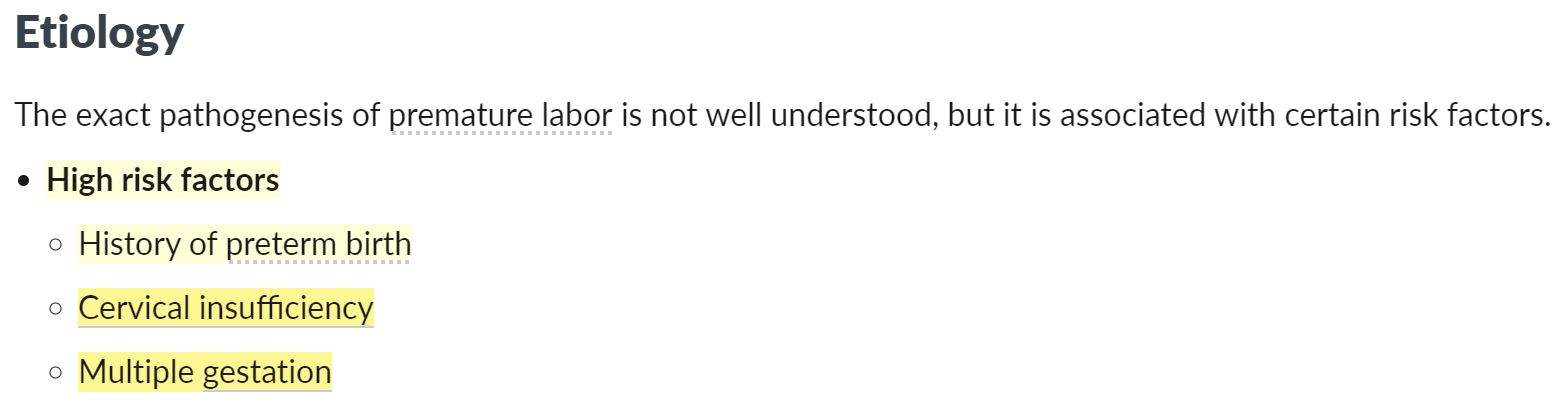 Etiology
The exact pathogenesis of premature labor is not well understood, but it is associated with certain risk factors.
• High risk factors
○ History of preterm birth
○ Cervical insufficiency
○ Multiple gestation